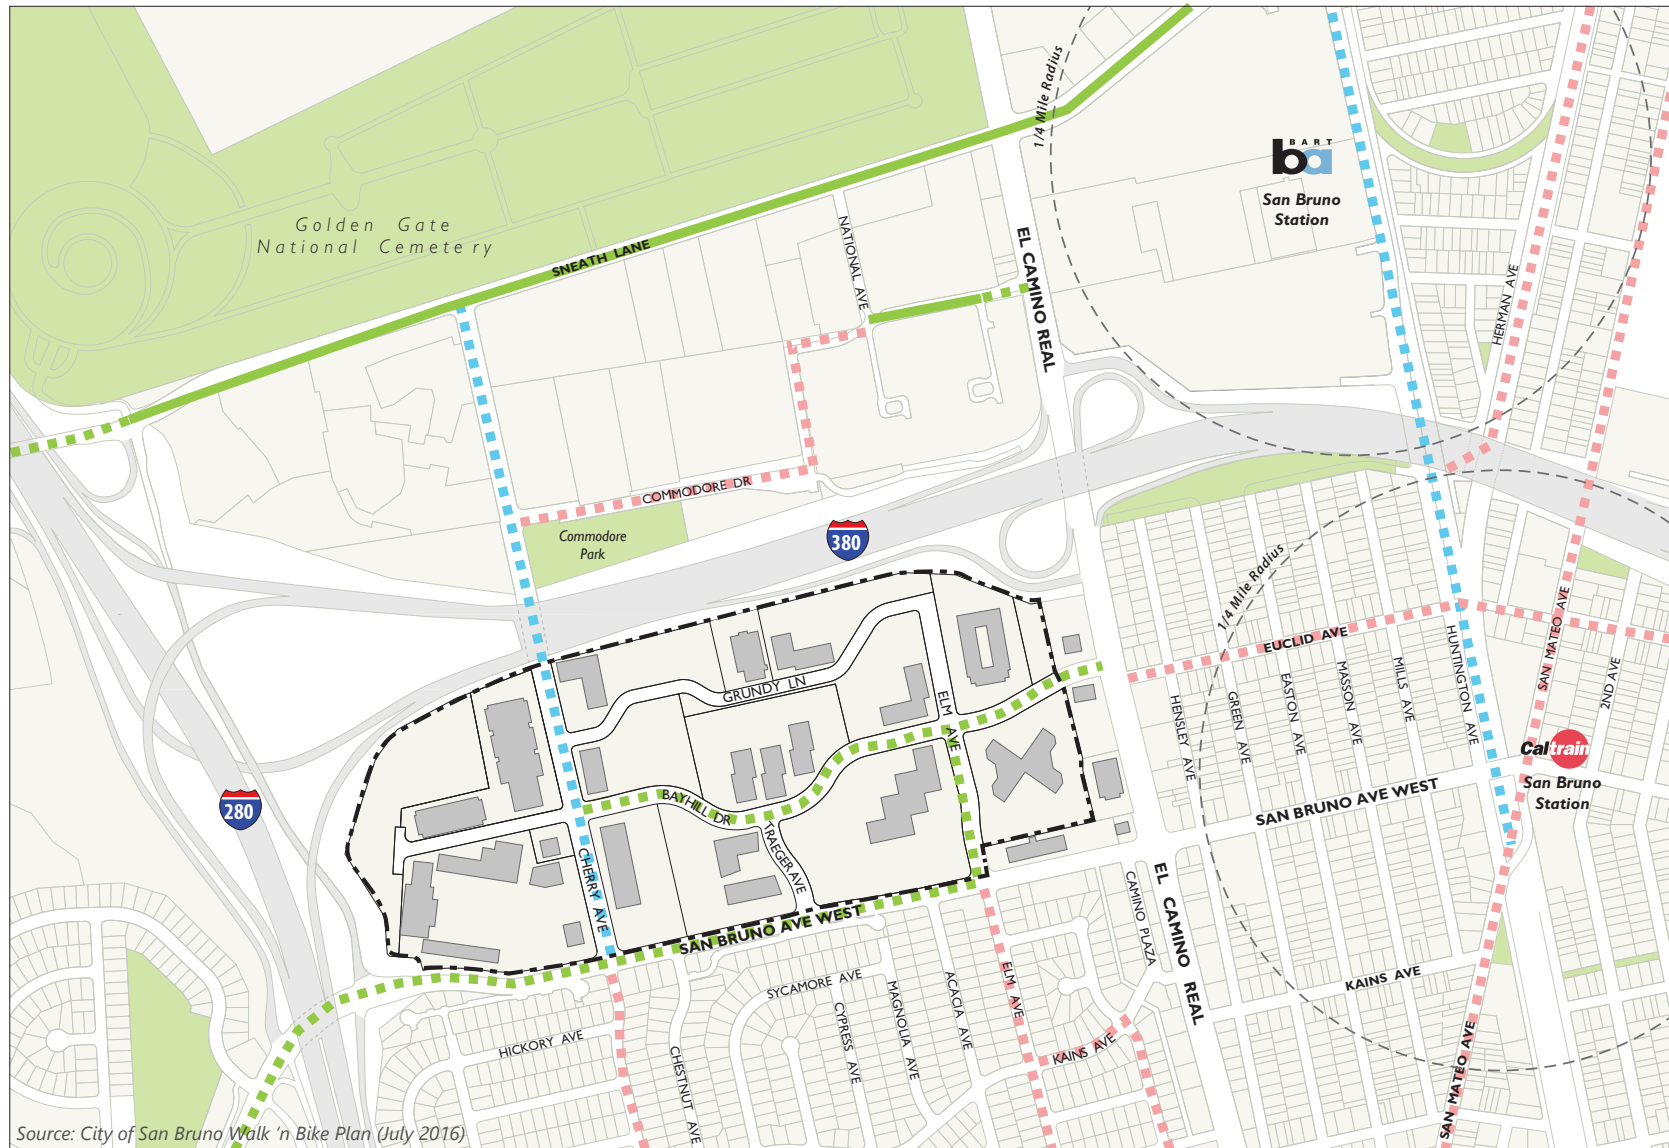 1/4 Mile Radius
BART
ba
San Bruno
Station
Golden Gate
National Cemetery
SNEATH LANE
NATIONAL AVE
EL CAMINO REAL
HERMAN AVE
COMMODORE DR
Commodore
Park
380
1/4 Mile Radius
EUCLID AVE
SAN MATEO AVE
HUNTINGTON AVE
2ND AVE
GRUNDY LN
ELM AVE
HENSLEY AVE
GREEN AVE
EASTON AVE
MASSON AVE
MILLS AVE
Caltrain
San Bruno
Station
280
BAYHILL DR
TRAEGER AVE
CHERRY AVE
SAN BRUNO AVE WEST
SAN BRUNO AVE WEST
CAMINO PLAZA
EL CAMINO REAL
SYCAMORE AVE
CYPRESS AVE
MAGNOLIA AVE
ACACIA AVE
ELM AVE
KAINS AVE
KAINS AVE
HICKORY AVE
CHESTNUT AVE
SAN MATEO AVE
Source: City of San Bruno Walk 'n Bike Plan (July 2016)